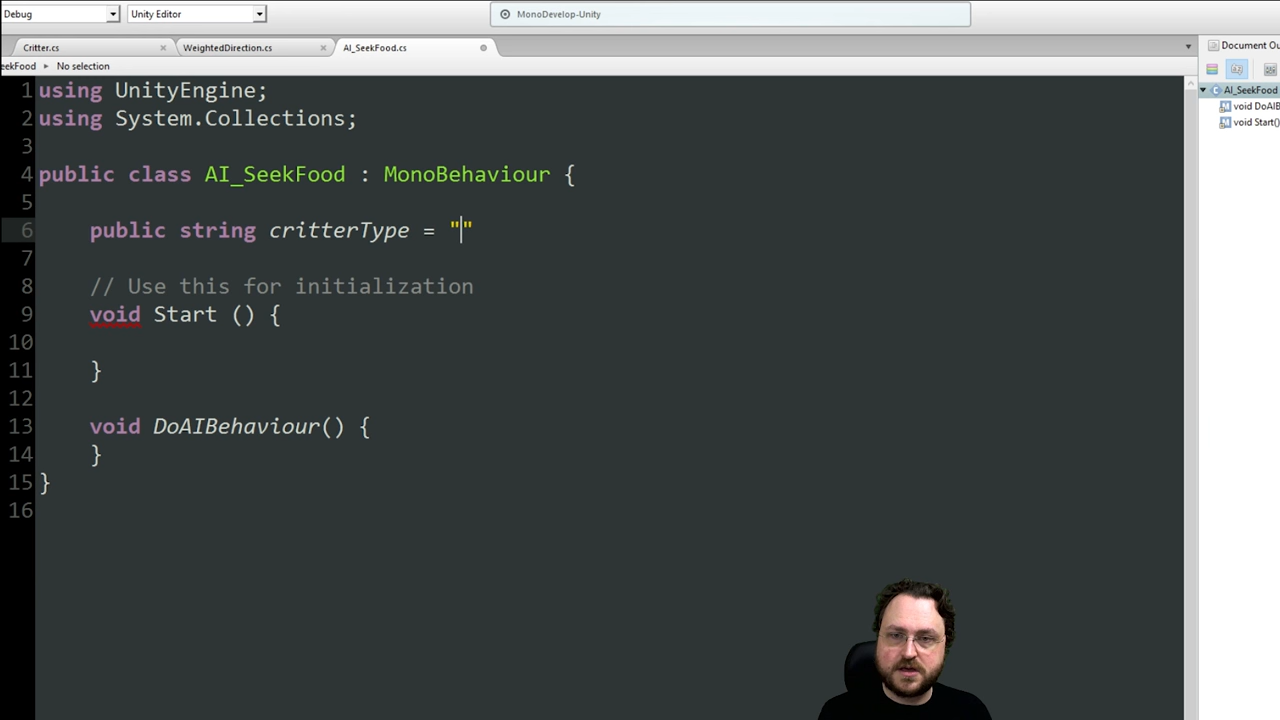 Debug
Unity Editor
MonoDevelop-Unity
Critter.cs
WeightedDirection.cs
AI_SeekFood.cs
Document Ou
eekFood
No selection
AI_SeekFood
void DoAIB
void Start()
1 using UnityEngine;
2 using System.Collections;
3
4 public class AI_SeekFood : MonoBehaviour {
5
6 public string critterType = ""
7
8 // Use this for initialization
9 void Start () {
10
11 }
12
13 void DoAIBehaviour() {
14 }
15 }
16